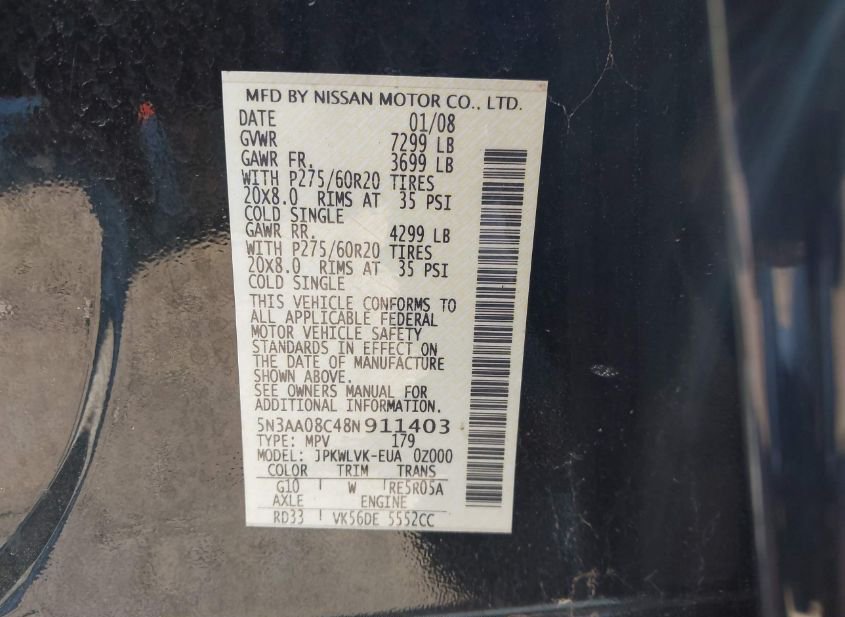 MFD BY NISSAN MOTOR CO., LTD.
DATE 01/08
GVWR 7299 LB
GAWR FR. 3699 LB
WITH P275/60R20 TIRES
20X8.0 RIMS AT 35 PSI
COLD SINGLE
GAWR RR. 4299 LB
WITH P275/60R20 TIRES
20X8.0 RIMS AT 35 PSI
COLD SINGLE
THIS VEHICLE CONFORMS TO
ALL APPLICABLE FEDERAL
MOTOR VEHICLE SAFETY
STANDARDS IN EFFECT ON
THE DATE OF MANUFACTURE
SHOWN ABOVE.
SEE OWNERS MANUAL FOR
ADDITIONAL INFORMATION.
5N3AA08C48N911403
TYPE: MPV 179
MODEL: JPKWLVK-EUA 0Z000
COLOR TRIM TRANS
G10 W RE5R05A
AXLE ENGINE
RD33 VK56DE 5552CC